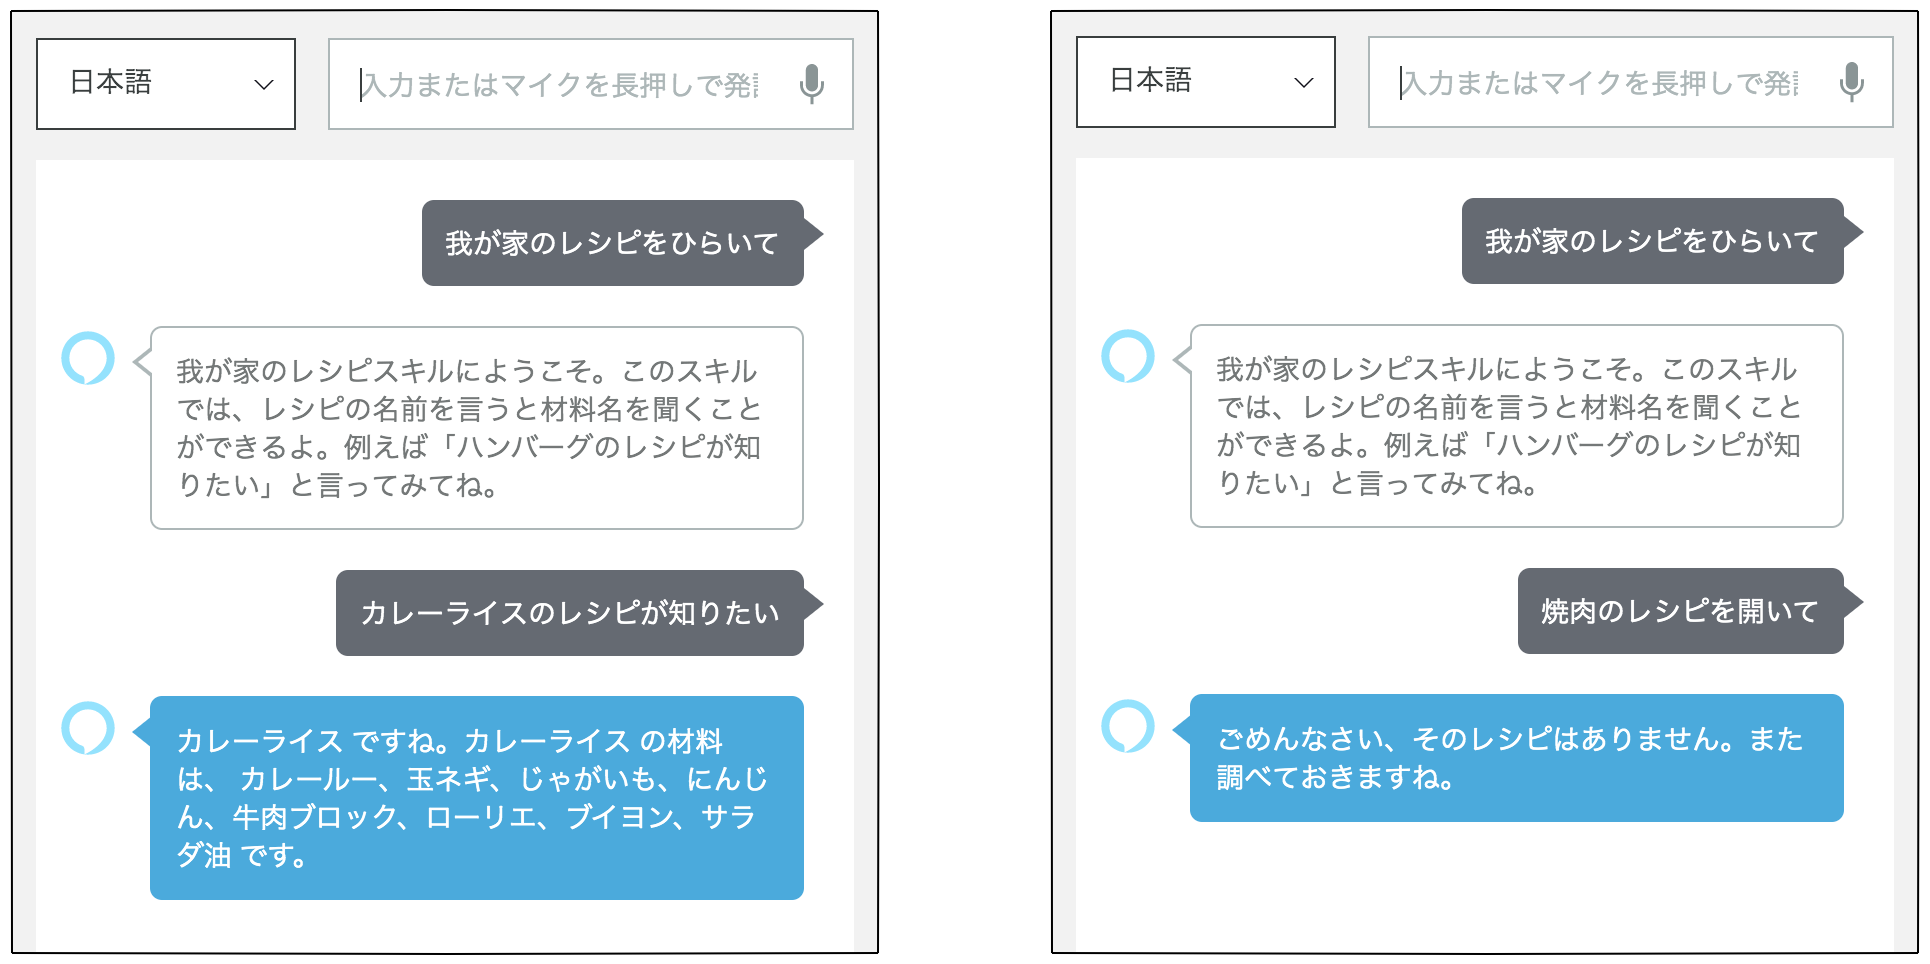 日本語
入力またはマイクを長押しで発
我が家のレシピをひらいて
我が家のレシピスキルにようこそ。このスキル
では、レシピの名前を言うと材料名を聞くこと
ができるよ。例えば「ハンバーグのレシピが知
りたい」と言ってみてね。
カレーライスのレシピが知りたい
カレーライス ですね。カレーライス の材料
は、 カレールー、玉ネギ、じゃがいも、にんじ
ん、牛肉ブロック、ローリエ、ブイヨン、サラ
ダ油 です。
日本語
入力またはマイクを長押しで発
我が家のレシピをひらいて
我が家のレシピスキルにようこそ。このスキル
では、レシピの名前を言うと材料名を聞くこと
ができるよ。例えば「ハンバーグのレシピが知
りたい」と言ってみてね。
焼肉のレシピを開いて
ごめんなさい、そのレシピはありません。また
調べておきますね。